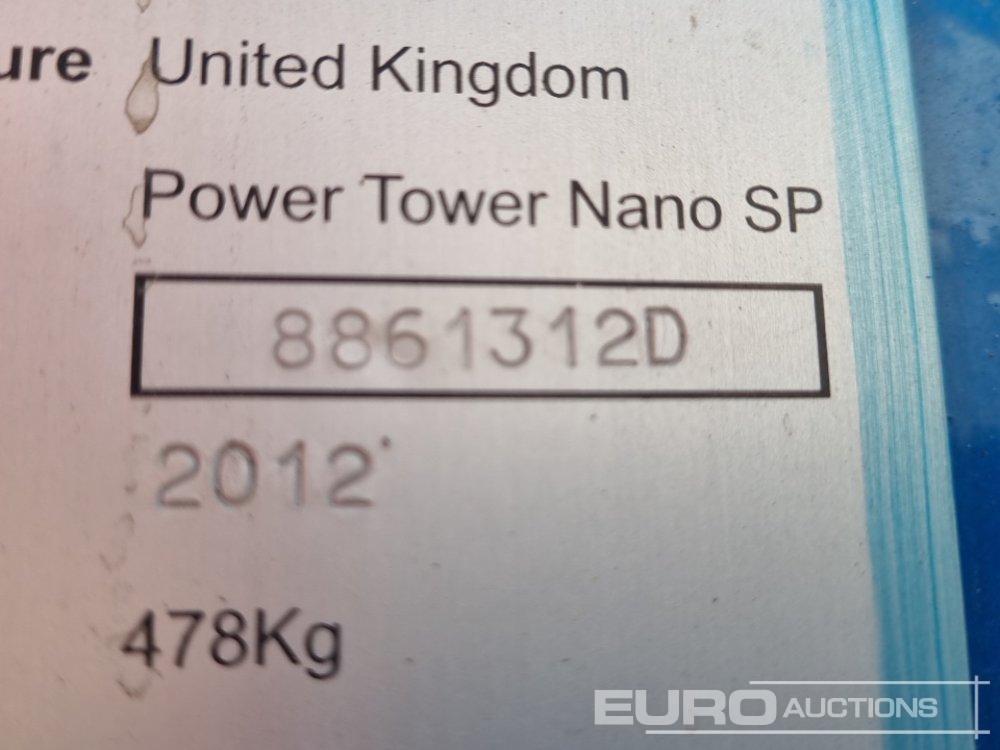 ure United Kingdom
Power Tower Nano SP
8861312D
2012
478Kg
EURO AUCTIONS